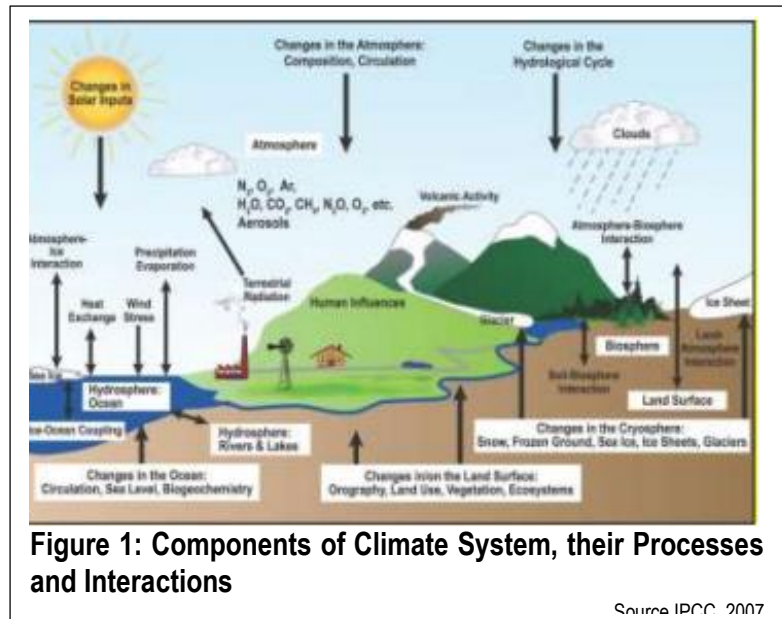 Changes in the Atmosphere:
Composition, Circulation
Changes in the
Hydrological Cycle
Changes in
Solar Inputs
Clouds
Atmosphere
N₂, O₂, Ar,
H₂O, CO₂, CH₄, N₂O, O₃, etc.
Aerosols
Volcanic Activity
Atmosphere-Biosphere
Interaction
Atmosphere-
Ice
Interaction
Precipitation
Evaporation
Terrestrial
Radiation
Heat
Exchange
Wind
Stress
Human Influences
Glacier
Ice Sheet
Biosphere
Land-
Atmosphere
Interaction
Soil-Biosphere
Interaction
Land Surface
Sea Ice
Hydrosphere:
Ocean
Ice-Ocean Coupling
Hydrosphere:
Rivers & Lakes
Changes in the Cryosphere:
Snow, Frozen Ground, Sea Ice, Ice Sheets, Glaciers
Changes in the Ocean:
Circulation, Sea Level, Biogeochemistry
Changes in/on the Land Surface:
Orography, Land Use, Vegetation, Ecosystems
Figure 1: Components of Climate System, their Processes
and Interactions
Source IPCC, 2007